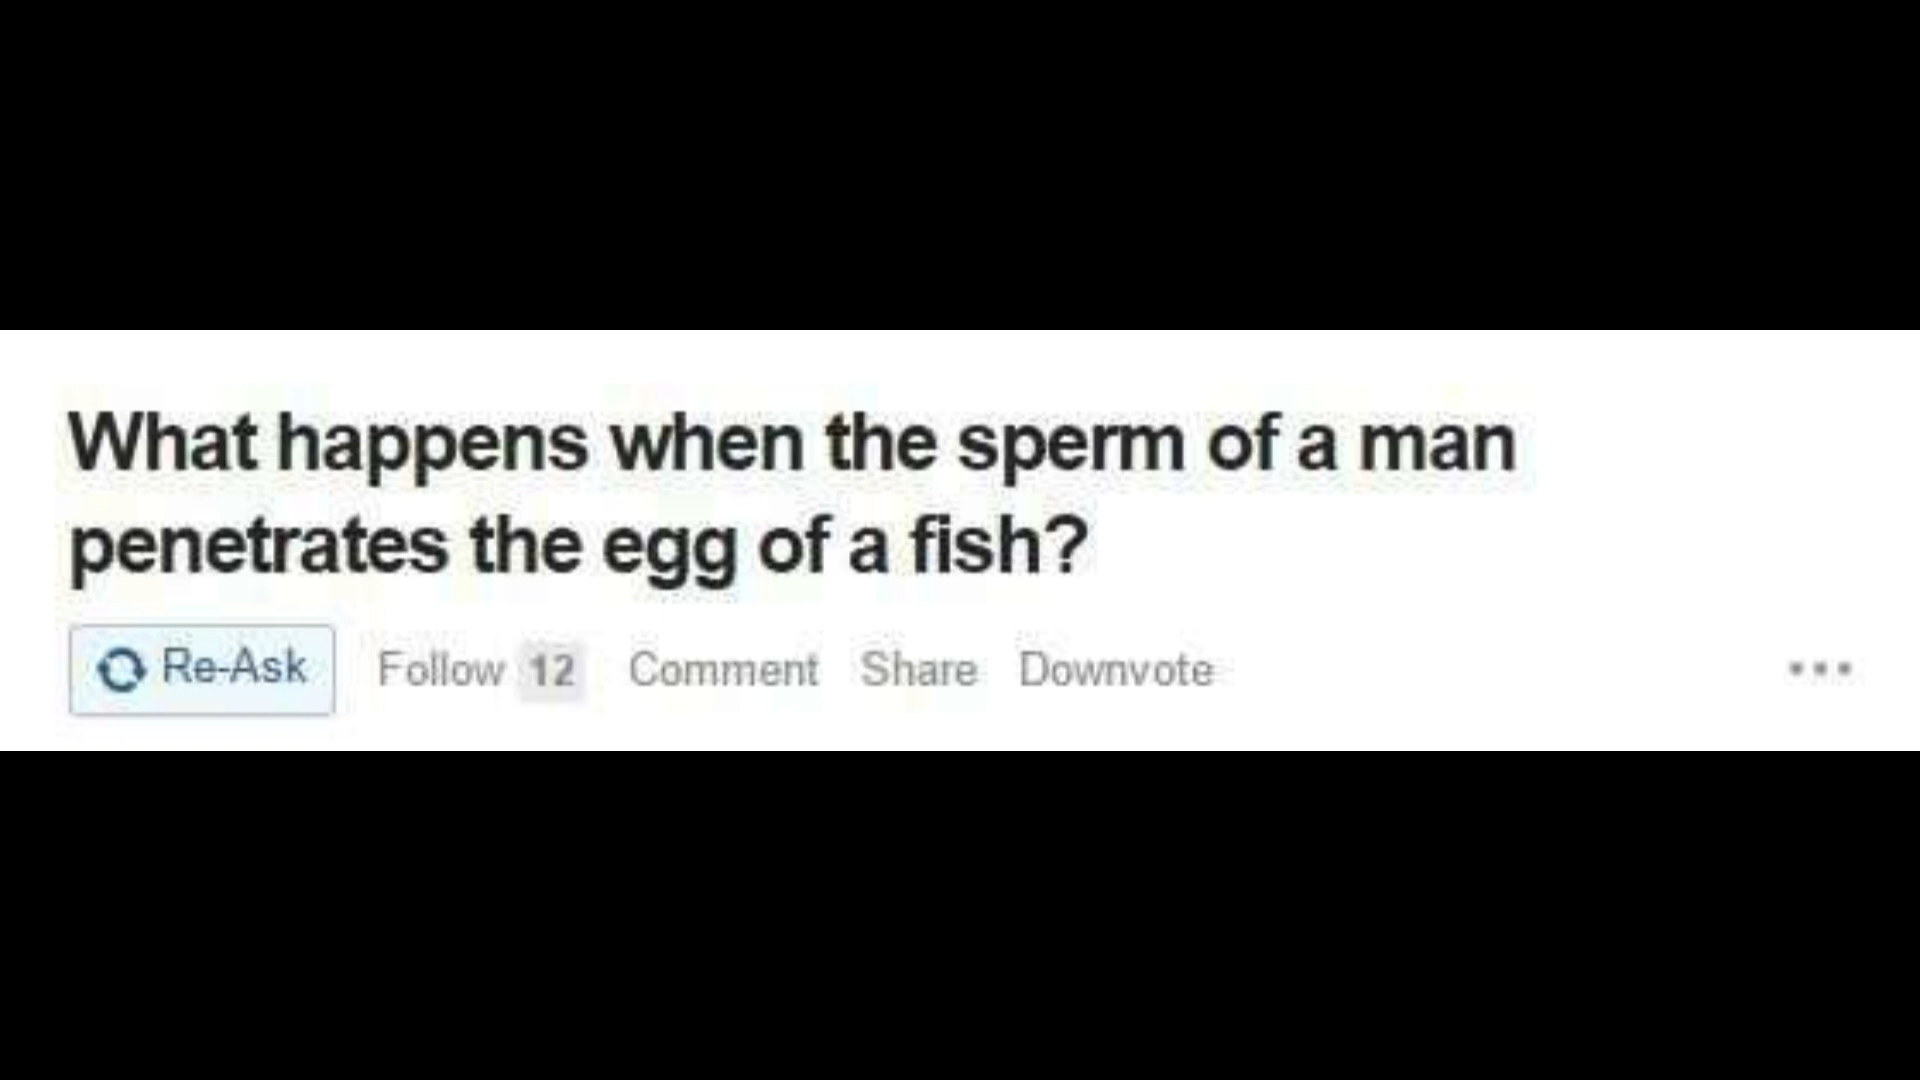 What happens when the sperm of a man
penetrates the egg of a fish?
Re-Ask Follow 12 Comment Share Downvote